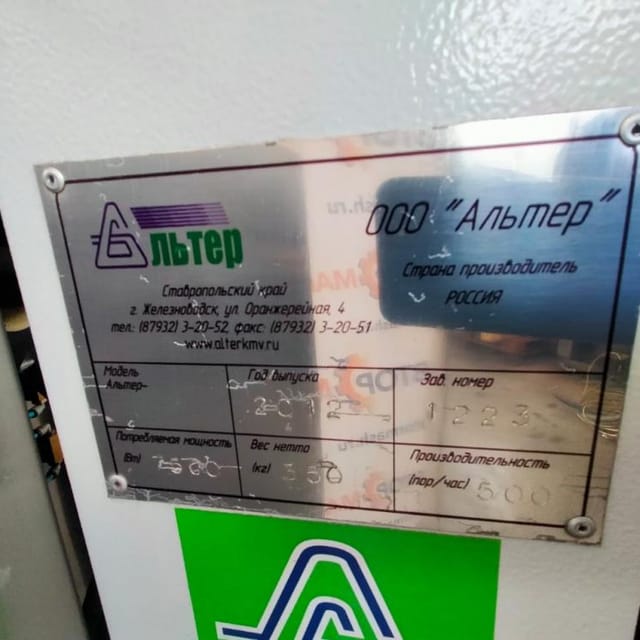 Альтер
ООО "Альтер"
Страна производитель
РОССИЯ
Ставропольский край
г. Железноводск, ул. Оранжерейная, 4
тел.: (87932) 3-20-52, факс: (87932) 3-20-51
www.alterkmv.ru
Модель
Альтер-
Год выпуска
2012
Зав. номер
1223
Потребляемая мощность
(Вт)
Вес нетто
(кг) 350
Производительность
(пар/час) 500